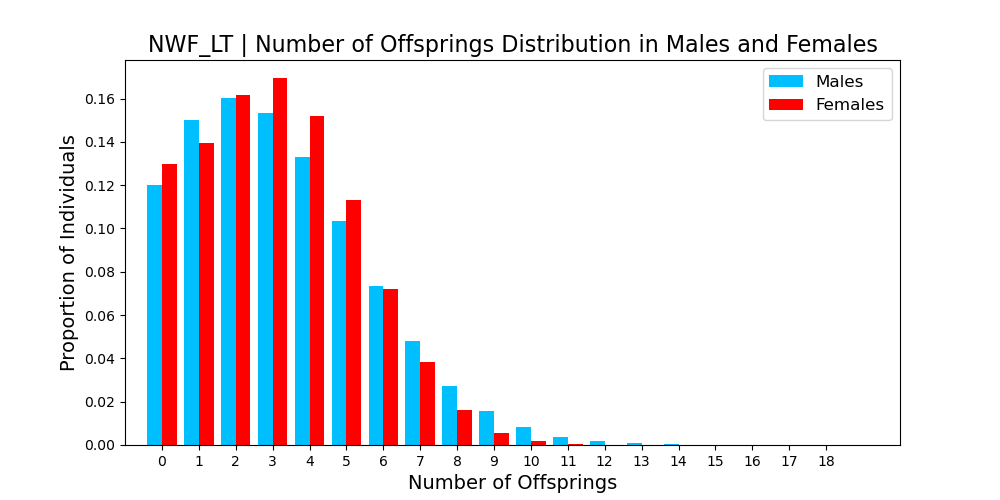 NWF_LT | Number of Offsprings Distribution in Males and Females
Males
Females
Proportion of Individuals
0.16
0.14
0.12
0.10
0.08
0.06
0.04
0.02
0.00
0 1 2 3 4 5 6 7 8 9 10 11 12 13 14 15 16 17 18
Number of Offsprings